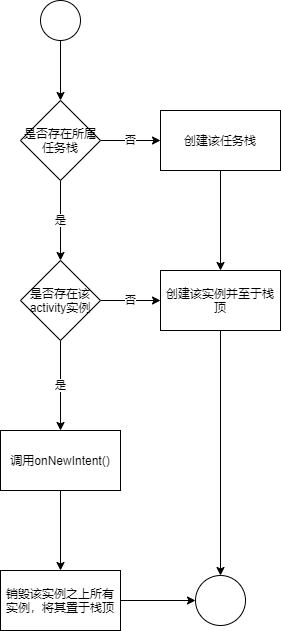 是否存在所属
任务栈
否
创建该任务栈
是
是否存在该
activity实例
否
创建该实例并至于栈
顶
是
调用onNewIntent()
销毁该实例之上所有
实例，将其置于栈顶